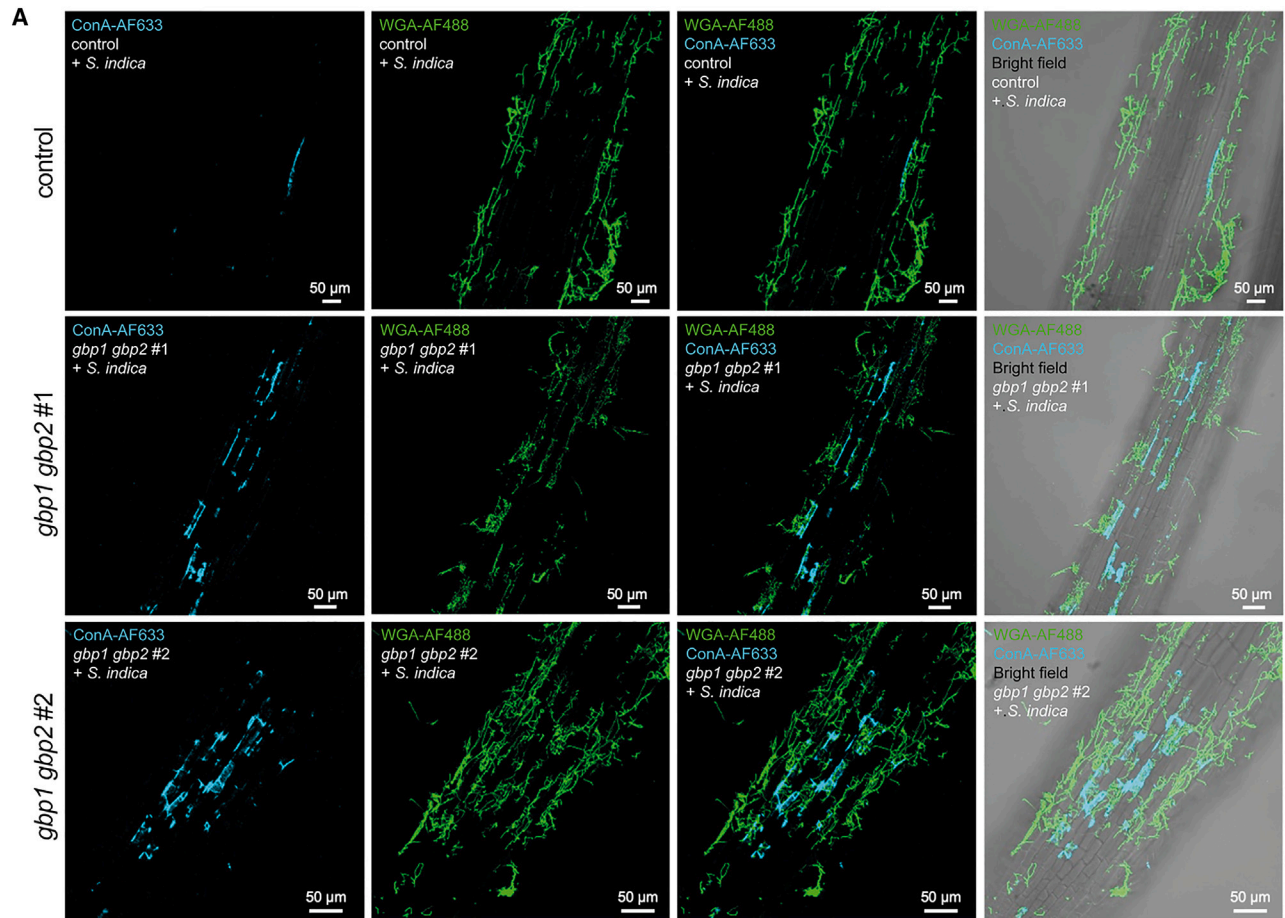 A
control
ConA-AF633
control
+ S. indica
50 µm
WGA-AF488
control
+ S. indica
50 µm
WGA-AF488
ConA-AF633
control
+ S. indica
50 µm
WGA-AF488
ConA-AF633
Bright field
control
+ S. indica
50 µm
gbp1 gbp2 #1
ConA-AF633
gbp1 gbp2 #1
+ S. indica
50 µm
WGA-AF488
gbp1 gbp2 #1
+ S. indica
50 µm
WGA-AF488
ConA-AF633
gbp1 gbp2 #1
+ S. indica
50 µm
WGA-AF488
ConA-AF633
Bright field
gbp1 gbp2 #1
+ S. indica
50 µm
gbp1 gbp2 #2
ConA-AF633
gbp1 gbp2 #2
+ S. indica
50 µm
WGA-AF488
gbp1 gbp2 #2
+ S. indica
50 µm
WGA-AF488
ConA-AF633
gbp1 gbp2 #2
+ S. indica
50 µm
WGA-AF488
ConA-AF633
Bright field
gbp1 gbp2 #2
+ S. indica
50 µm